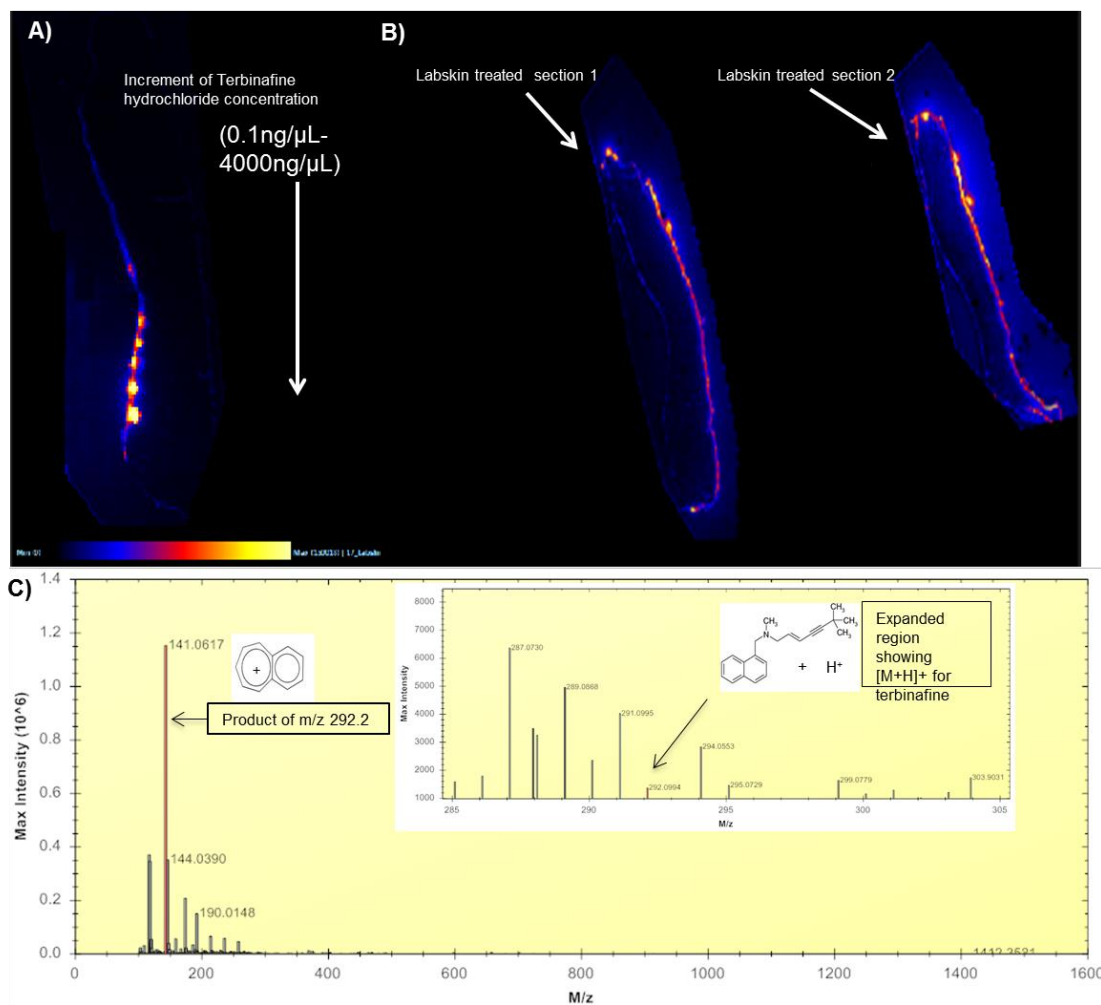 A)
Increment of Terbinafine
hydrochloride concentration
(0.1ng/µL-
4000ng/µL)
B)
Labskin treated section 1
Labskin treated section 2
C)
1.4
1.2
1.0
0.8
0.6
0.4
0.2
0.0
Max Intensity (10^6)
141.0617
+
Product of m/z 292.2
144.0390
190.0148
8000
7000
6000
5000
4000
3000
2000
1000
Max Intensity
287.0730
289.0868
291.0995
292.0994
294.0553
295.0729
299.0779
303.9031
285 290 295 300 305
M/z
CH₃
N
CH₃
CH₃
CH₃
+ H⁺
Expanded
region
showing
[M+H]+ for
terbinafine
0 200 400 600 800 1000 1200 1400 1600
M/z